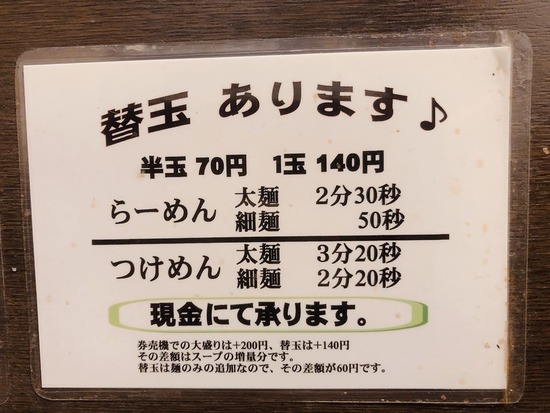 替玉 あります♪
半玉 70円 1玉 140円
らーめん 太麺 2分30秒
細麺 50秒
つけめん 太麺 3分20秒
細麺 2分20秒
現金にて承ります。
券売機での大盛りは+200円、替玉は+140円
その差額はスープの増量分です。
替玉は麺のみの追加なので、その差額が60円です。